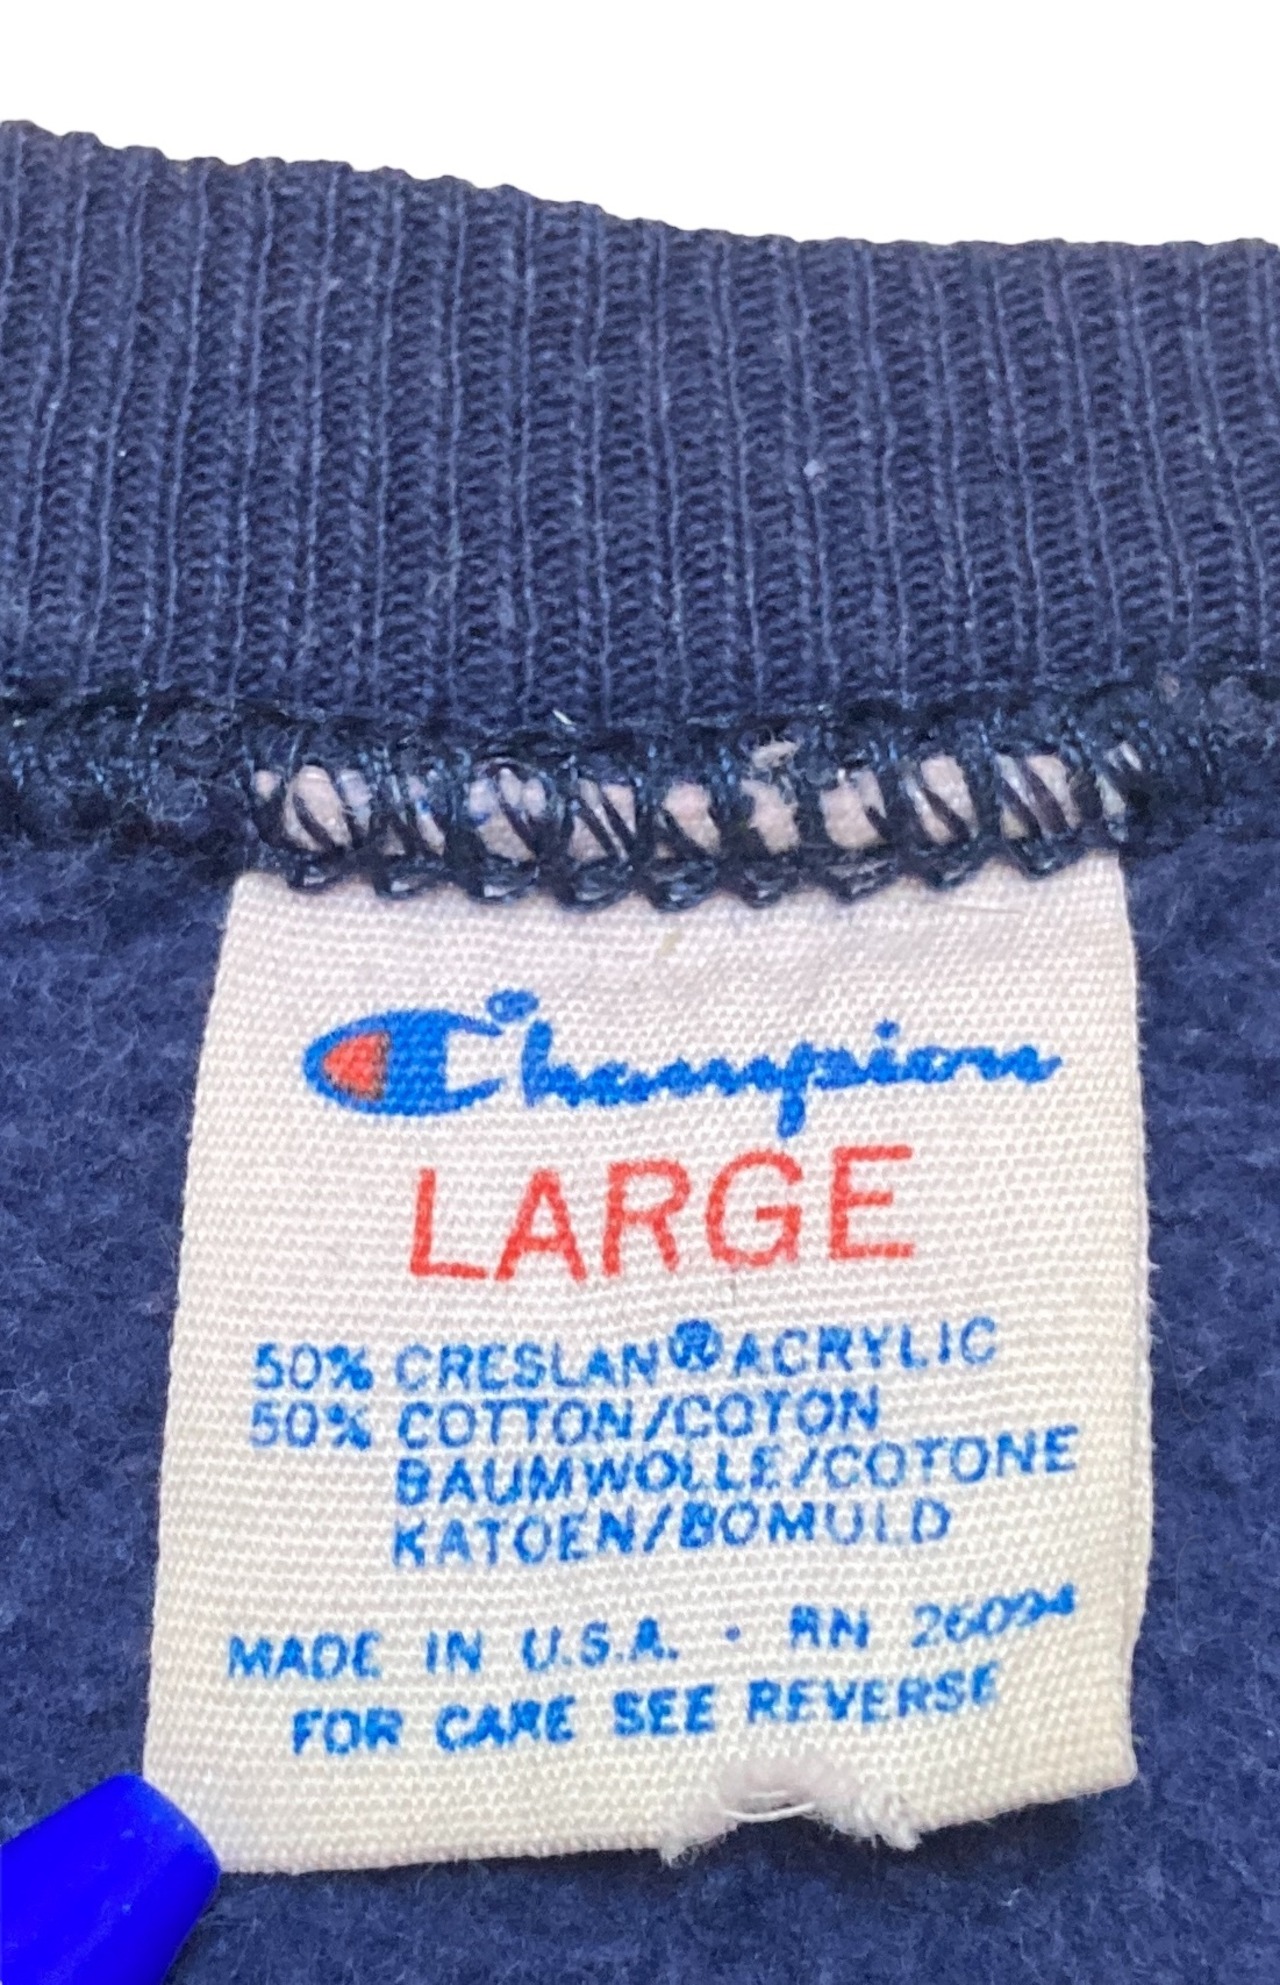 Champion
LARGE
50% CRESLAN® ACRYLIC
50% COTTON/COTON
BAUMWOLLE/COTONE
KATOEN/BOMULD
MADE IN U.S.A. · RN 26094
FOR CARE SEE REVERSE